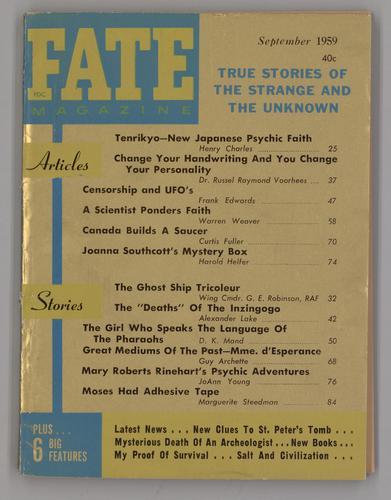 FATE
PDC
MAGAZINE
September 1959
40c
TRUE STORIES OF
THE STRANGE AND
THE UNKNOWN
Articles
Tenrikyo—New Japanese Psychic Faith
Henry Charles 25
Change Your Handwriting And You Change
Your Personality
Dr. Russel Raymond Voorhees 37
Censorship and UFO's
Frank Edwards 47
A Scientist Ponders Faith
Warren Weaver 58
Canada Builds A Saucer
Curtis Fuller 70
Joanna Southcott's Mystery Box
Harold Helfer 74
Stories
The Ghost Ship Tricoleur
Wing Cmdr. G. E. Robinson, RAF 32
The "Deaths" Of The Inzingogo
Alexander Lake 42
The Girl Who Speaks The Language Of
The Pharaohs D. K. Mond 50
Great Mediums Of The Past—Mme. d'Esperance
Guy Archette 68
Mary Roberts Rinehart's Psychic Adventures
JoAnn Young 76
Moses Had Adhesive Tape
Marguerite Steedman 84
PLUS...
6 BIG
FEATURES
Latest News . . . New Clues To St. Peter's Tomb . . .
Mysterious Death Of An Archeologist . . . New Books . . .
My Proof Of Survival . . . Salt And Civilization . . .